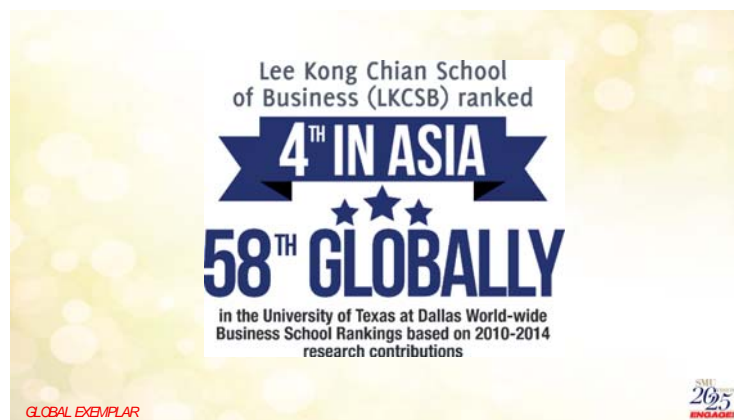 Lee Kong Chian School
of Business (LKCSB) ranked
4TH IN ASIA
58TH GLOBALLY
in the University of Texas at Dallas World-wide
Business School Rankings based on 2010-2014
research contributions
GLOBAL EXEMPLAR
SMU
2025
ENGAGE